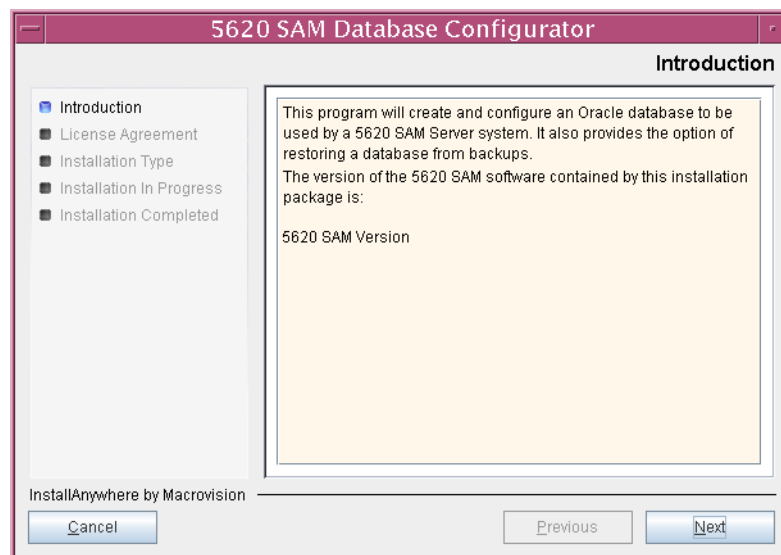 5620 SAM Database Configurator
Introduction
Introduction
License Agreement
Installation Type
Installation In Progress
Installation Completed
This program will create and configure an Oracle database to be
used by a 5620 SAM Server system. It also provides the option of
restoring a database from backups.
The version of the 5620 SAM software contained by this installation
package is:
5620 SAM Version
InstallAnywhere by Macrovision
Cancel
Previous
Next